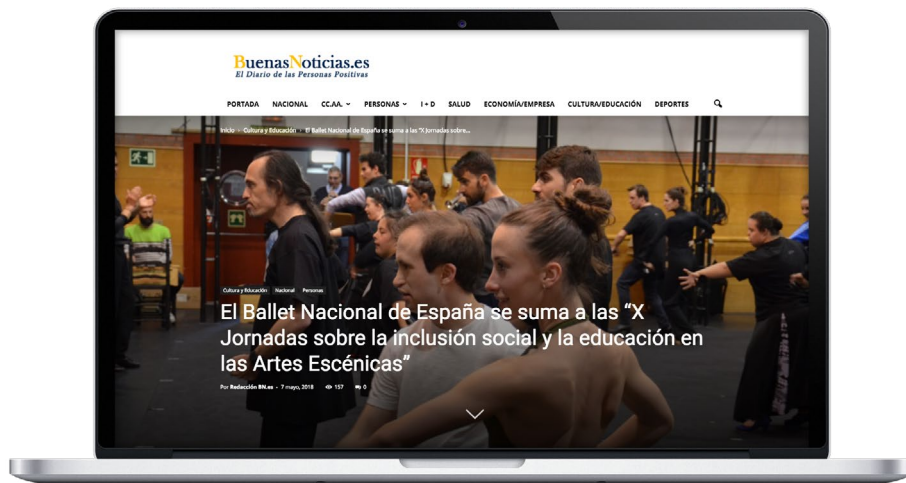 BuenasNoticias.es
El Diario de las Personas Positivas
PORTADA NACIONAL CC.AA. PERSONAS I + D SALUD ECONOMÍA/EMPRESA CULTURA/EDUCACIÓN DEPORTES
Inicio › Cultura y Educación › El Ballet Nacional de España se suma a las "X Jornadas sobre...
Cultura y Educación Nacional Personas
El Ballet Nacional de España se suma a las “X
Jornadas sobre la inclusión social y la educación en
las Artes Escénicas”
Por Redacción BN.es - 7 mayo, 2018 157 0